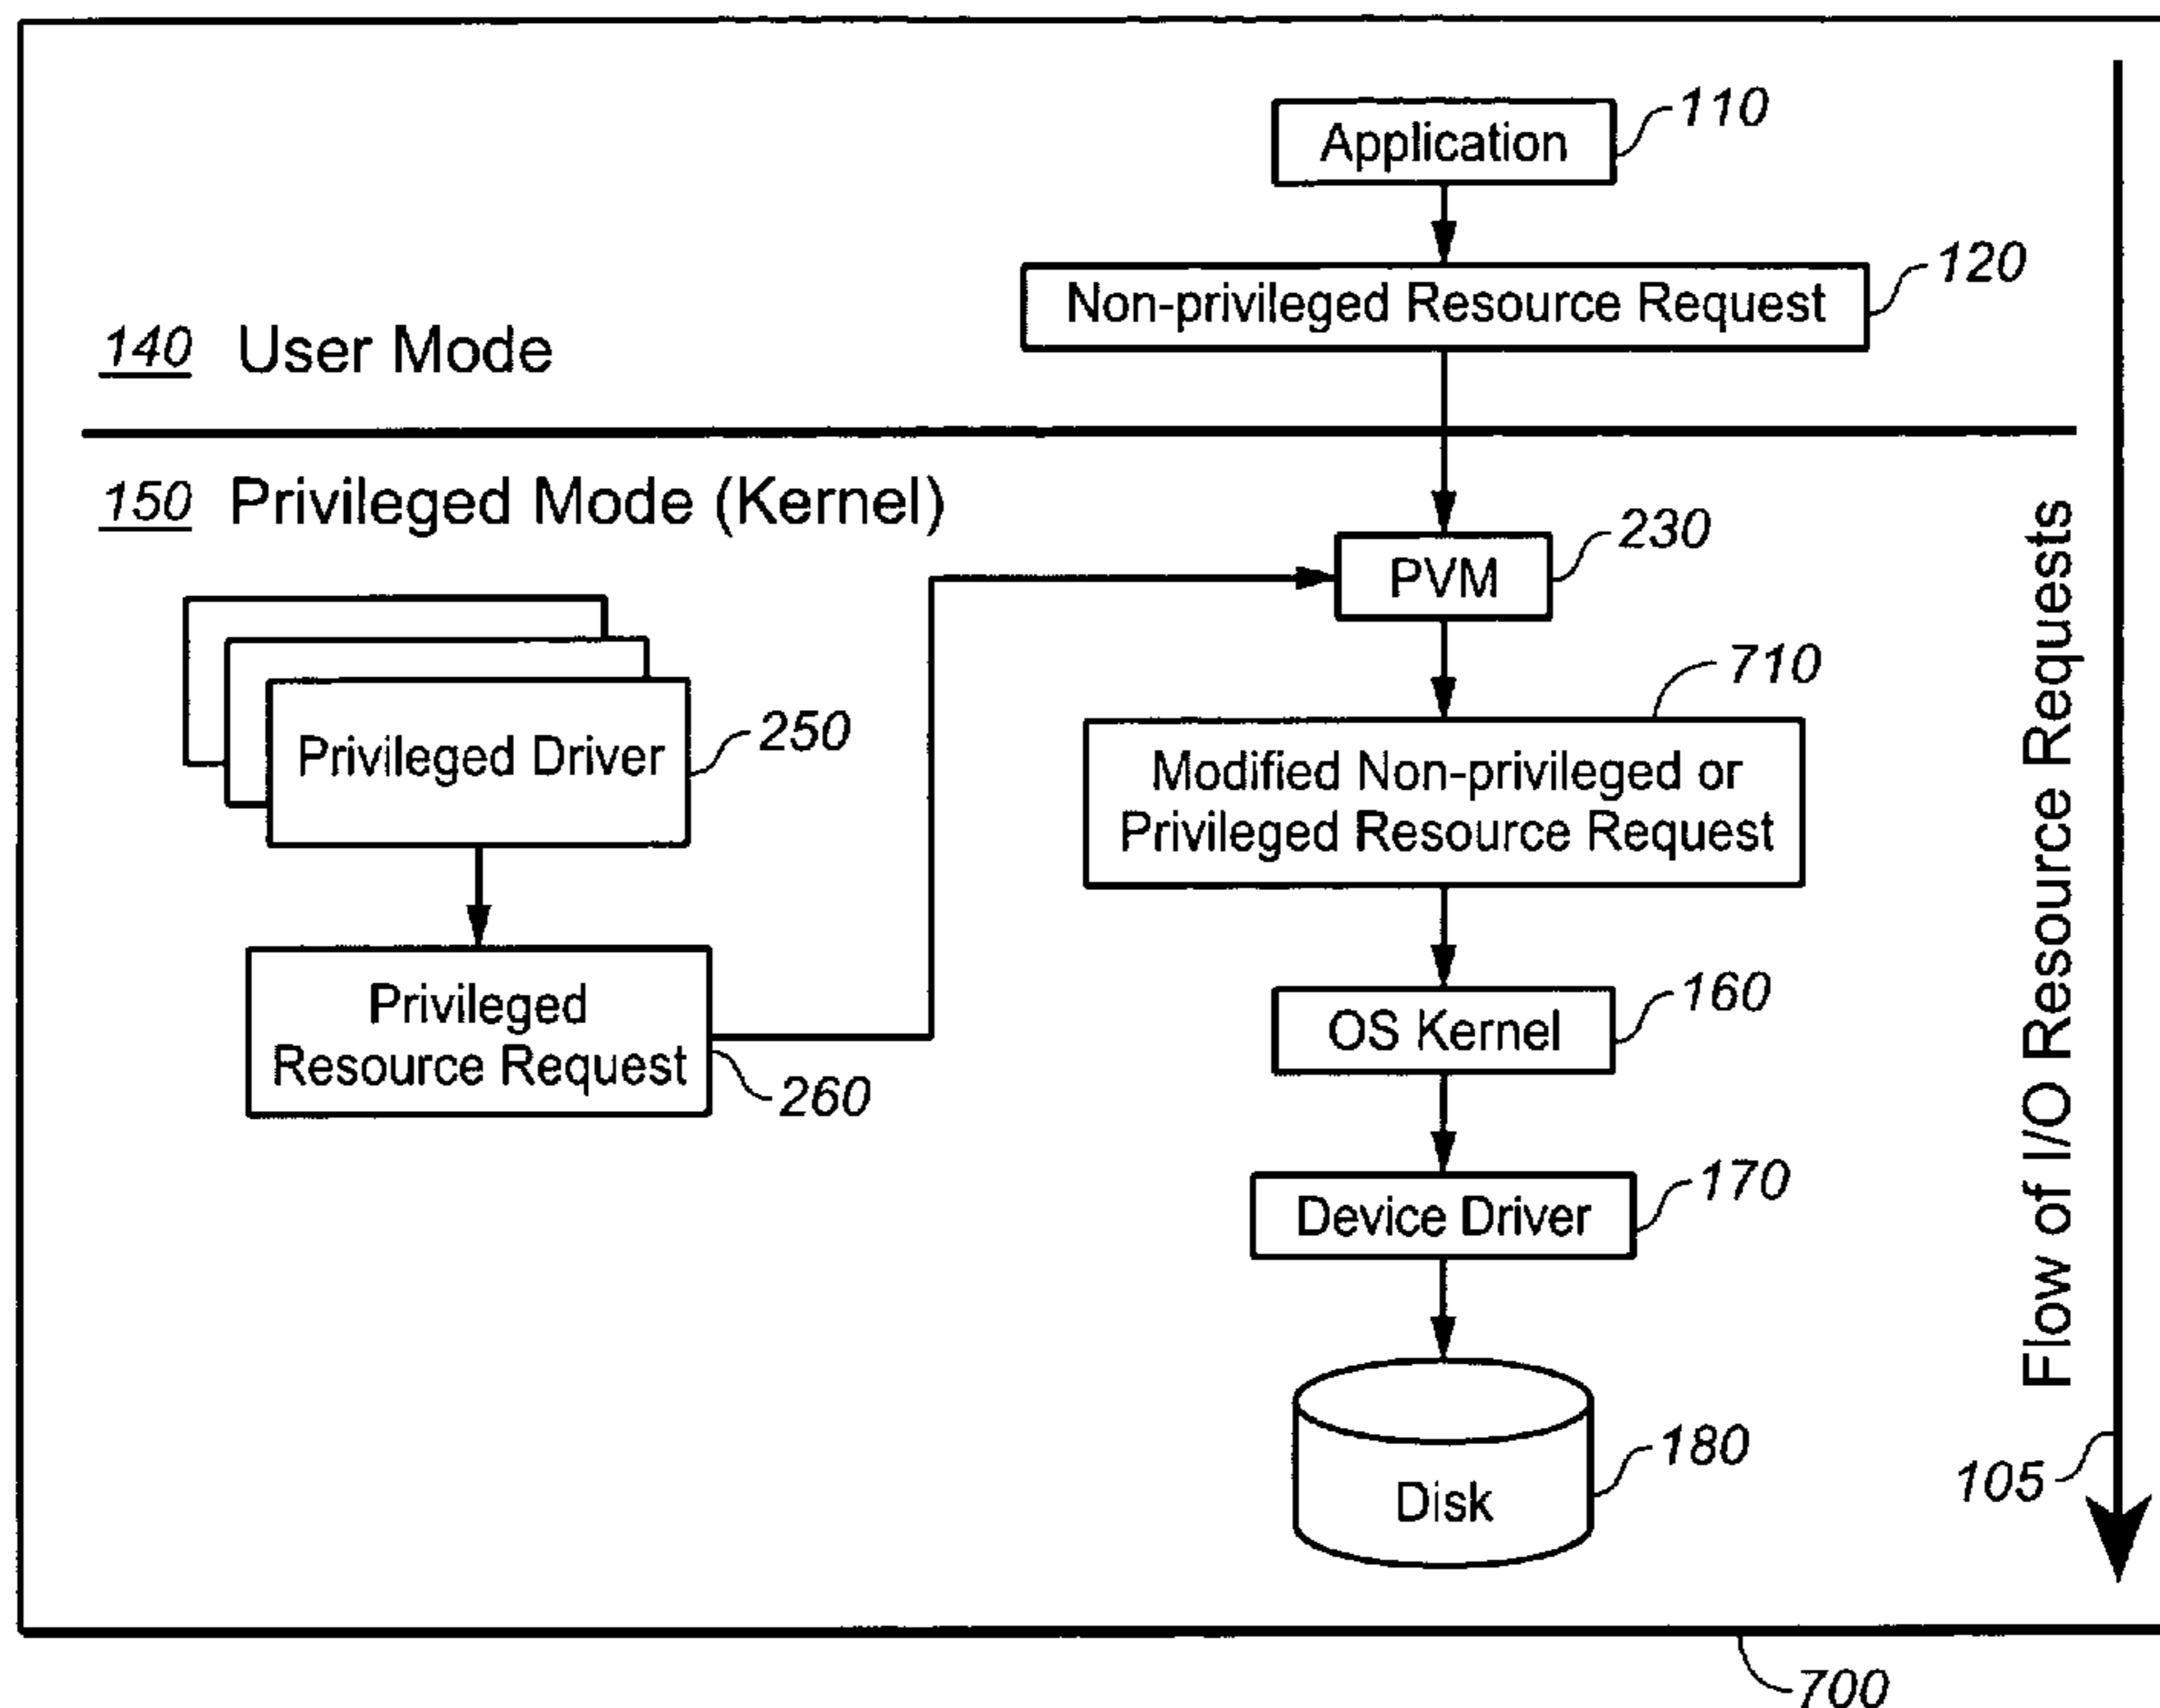 Application
110
Non-privileged Resource Request
120
140 User Mode
150 Privileged Mode (Kernel)
PVM
230
710
Privileged Driver
250
Modified Non-privileged or
Privileged Resource Request
Privileged
Resource Request
260
OS Kernel
160
Device Driver
170
Disk
180
Flow of I/O Resource Requests
105
700